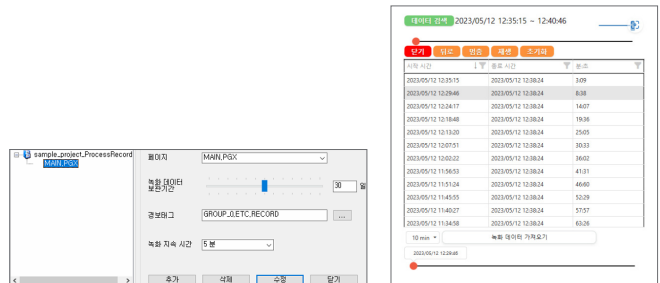 sample_project_ProcessRecord
MAIN.PGX
페이지
MAIN.PGX
녹화 데이터
보관기간
30 일
경보태그
GROUP_0,ETC,RECORD
...
녹화 지속 시간
5 분
추가 삭제 수정 닫기
데이터 검색 2023/05/12 12:35:15 ~ 12:40:46
닫기 뒤로 멈춤 재생 초기화
시작 시간 종료 시간 분:초
2023/05/12 12:35:15 2023/05/12 12:38:24 3:09
2023/05/12 12:29:46 2023/05/12 12:38:24 8:38
2023/05/12 12:24:17 2023/05/12 12:38:24 14:07
2023/05/12 12:18:48 2023/05/12 12:38:24 19:36
2023/05/12 12:13:20 2023/05/12 12:38:24 25:05
2023/05/12 12:07:51 2023/05/12 12:38:24 30:33
2023/05/12 12:02:22 2023/05/12 12:38:24 36:02
2023/05/12 11:56:53 2023/05/12 12:38:24 41:31
2023/05/12 11:51:24 2023/05/12 12:38:24 46:60
2023/05/12 11:45:55 2023/05/12 12:38:24 52:29
2023/05/12 11:40:27 2023/05/12 12:38:24 57:57
2023/05/12 11:34:58 2023/05/12 12:38:24 63:26
10 min 녹화 데이터 가져오기
2023/05/12 12:29:46